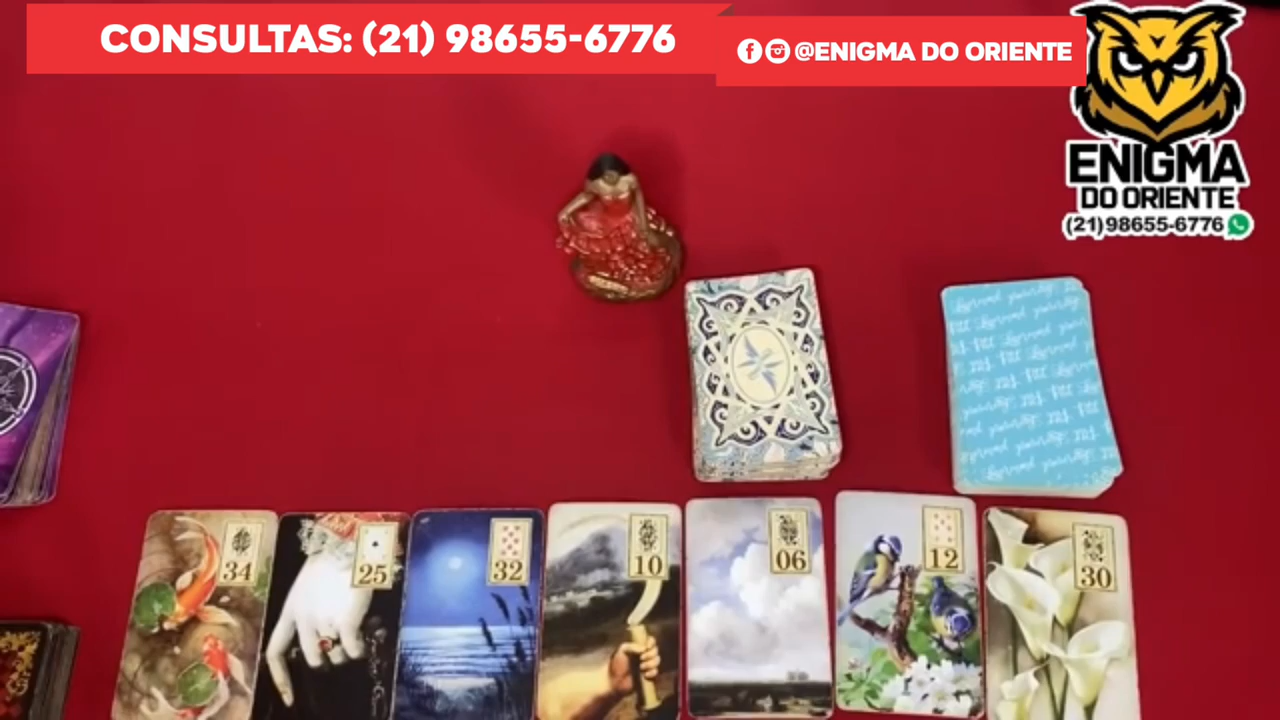 CONSULTAS: (21) 98655-6776
@ENIGMA DO ORIENTE
ENIGMA
DO ORIENTE
(21)98655-6776
34
25
32
10
06
12
30